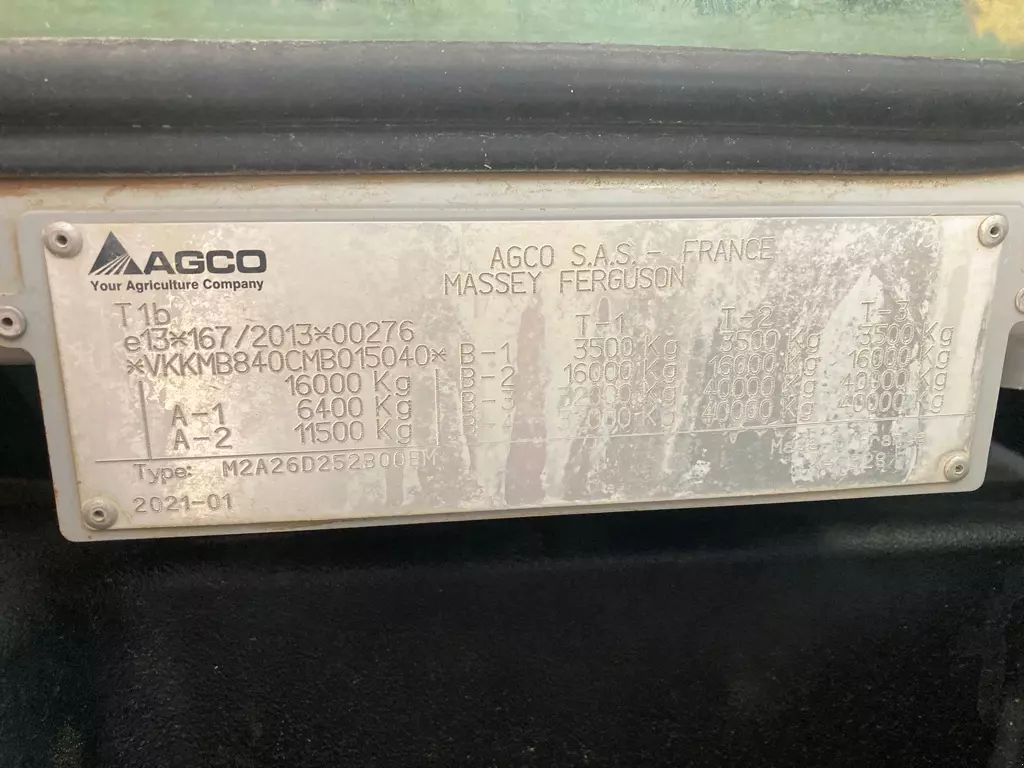 AGCO
Your Agriculture Company
AGCO S.A.S. - FRANCE
MASSEY FERGUSON
T1b
e13*167/2013*00276 T-1 T-2 T-3
*VKKMB840CMB015040* B-1 3500 Kg 3500 Kg 3500 Kg
16000 Kg B-2 16000 Kg 16000 Kg 16000 Kg
A-1 6400 Kg B-3 Kg 40000 Kg 40000 Kg
A-2 11500 Kg 40000 Kg 40000 Kg
Type: M2A26D252B00BM
2021-01